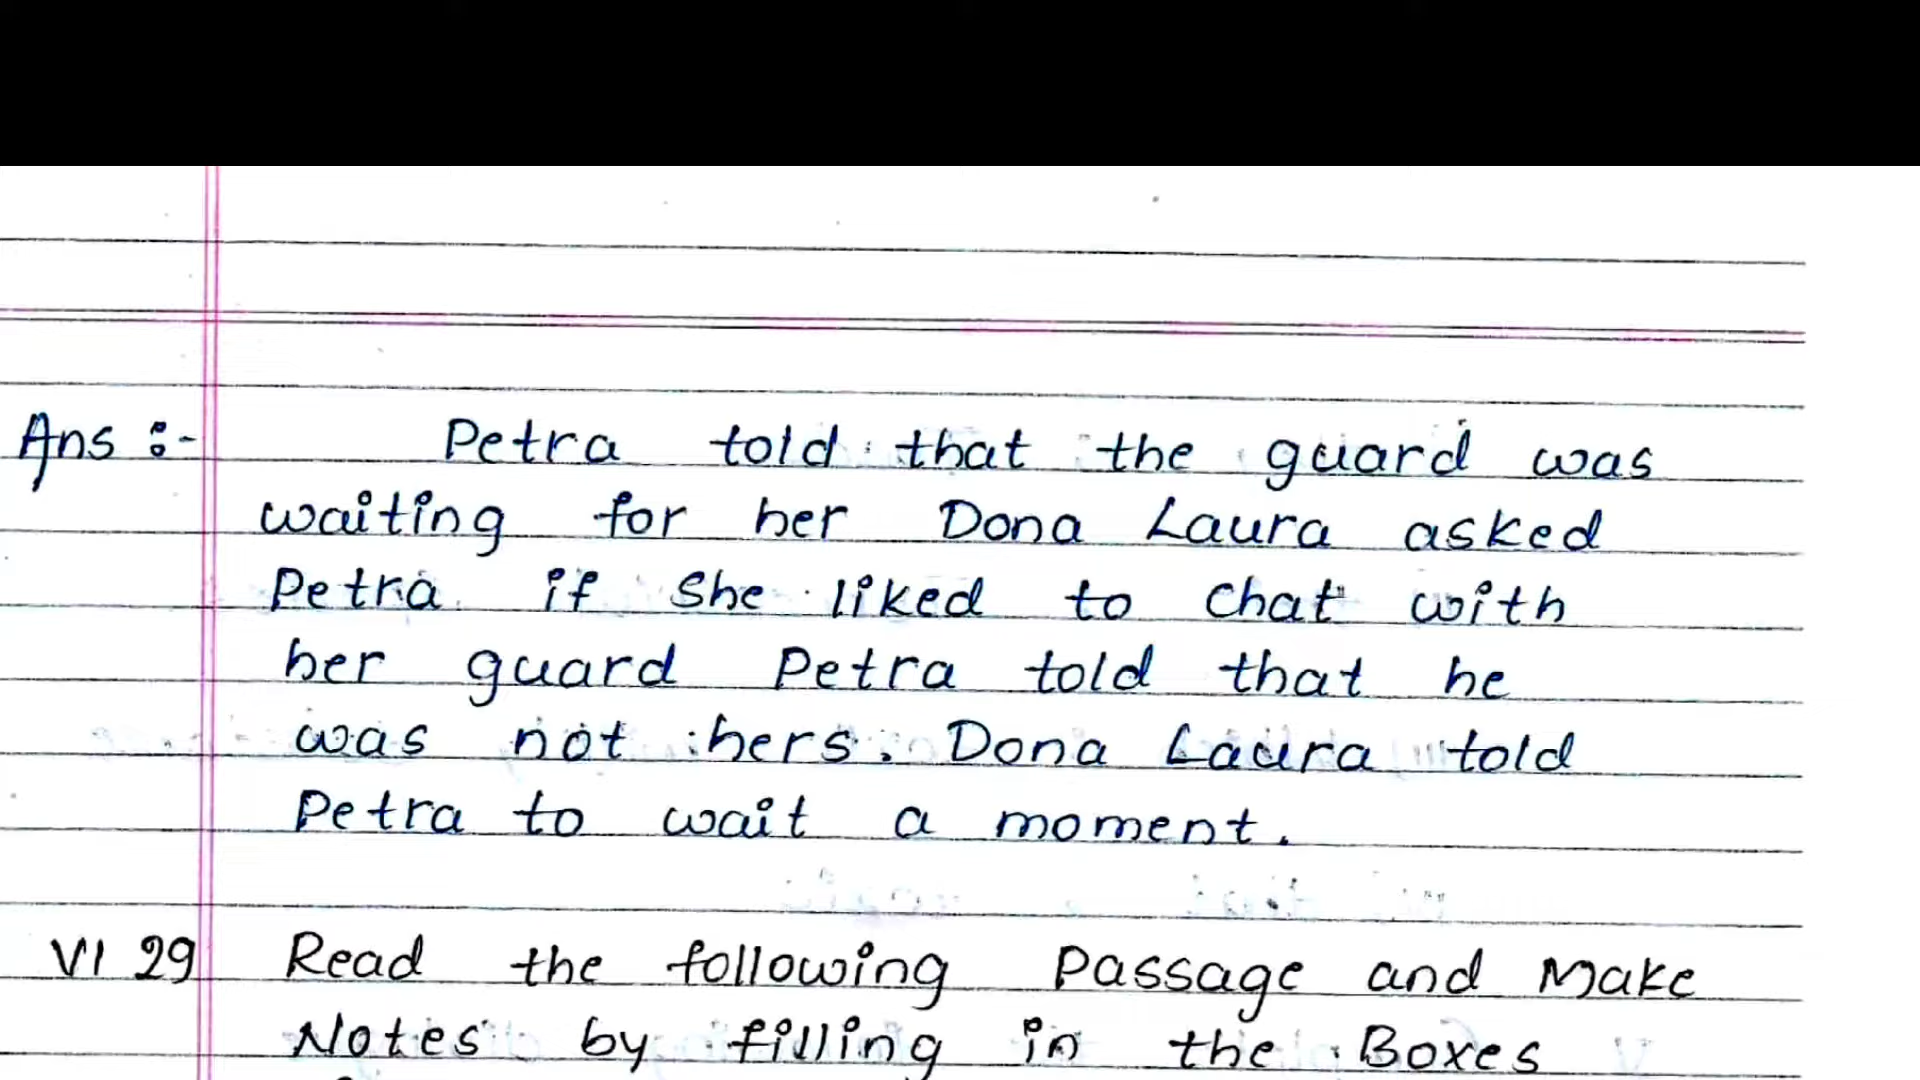 Ans :- Petra told that the guard was
waiting for her Dona Laura asked
Petra if She liked to chat with
her guard Petra told that he
was not hers. Dona Laura told
Petra to wait a moment.
VI 29 Read the following Passage and Make
Notes by filling in the Boxes